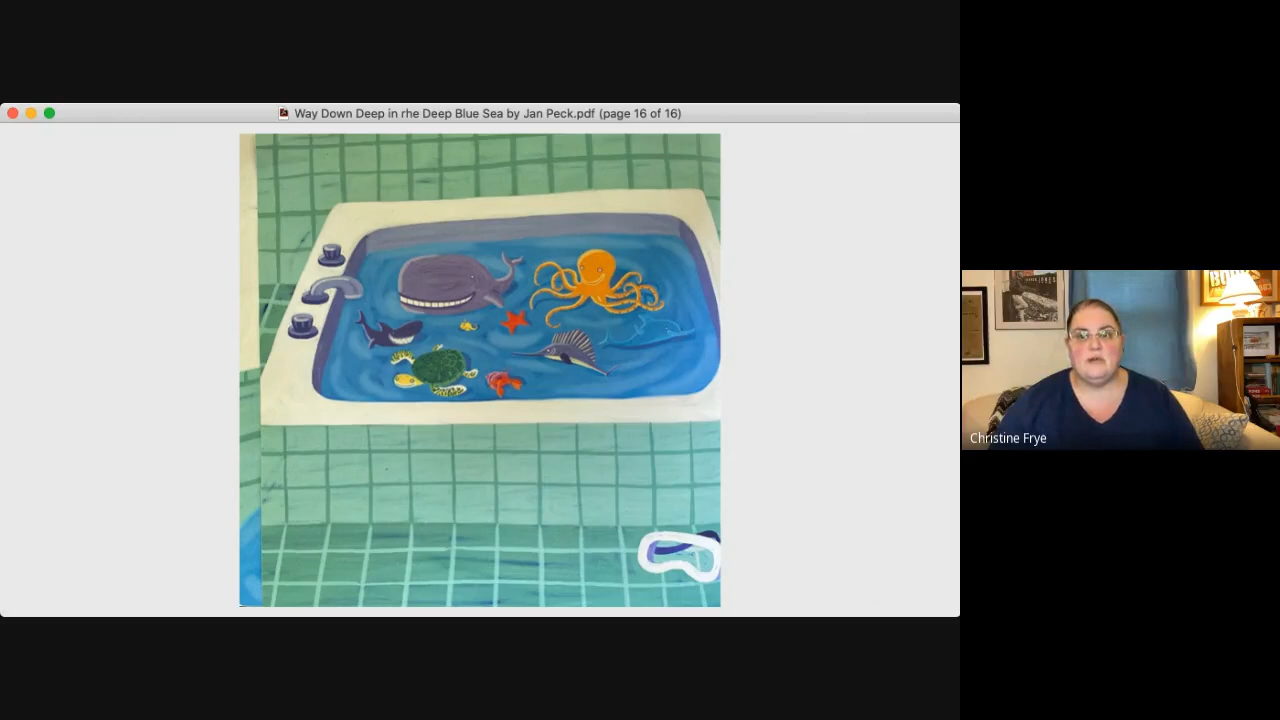 Way Down Deep in rhe Deep Blue Sea by Jan Peck.pdf (page 16 of 16)
Christine Frye